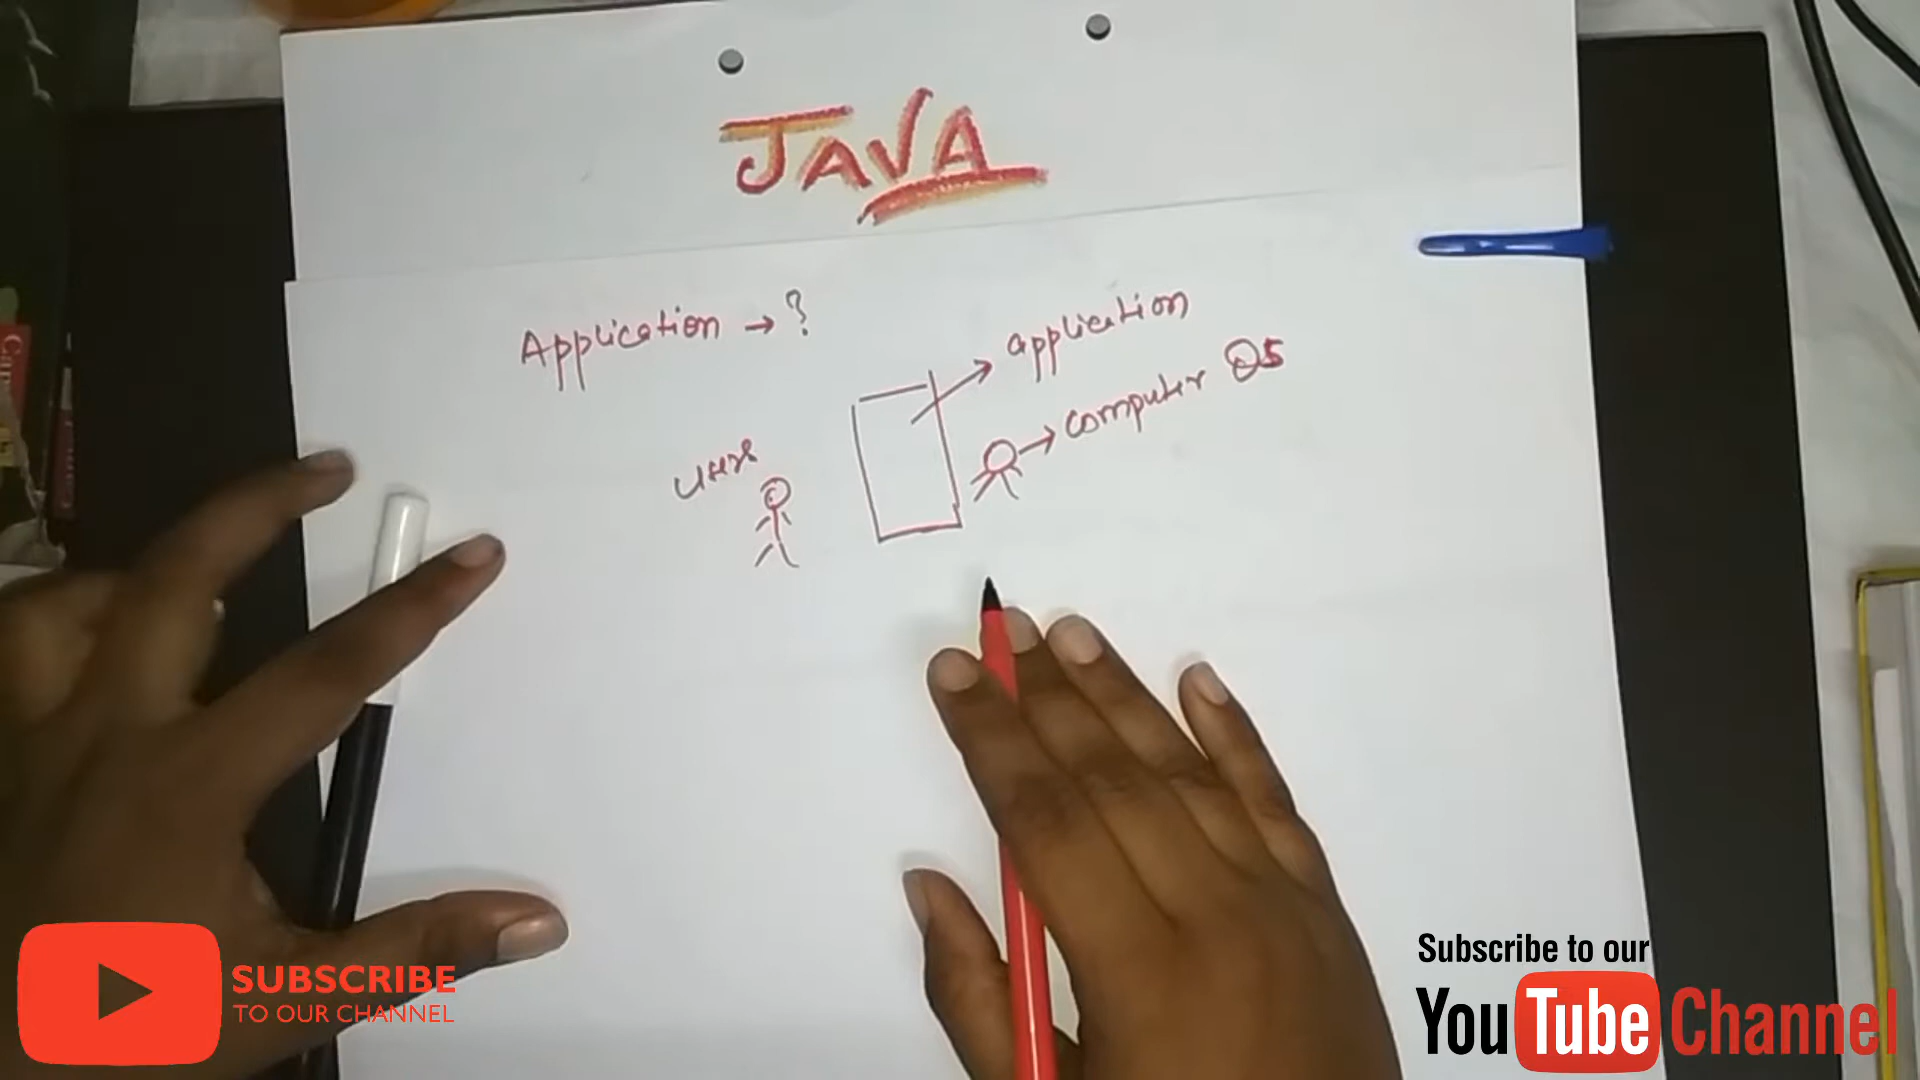 JAVA
Application → ?
application
Computer OS
user
SUBSCRIBE
TO OUR CHANNEL
Subscribe to our
YouTube Channel